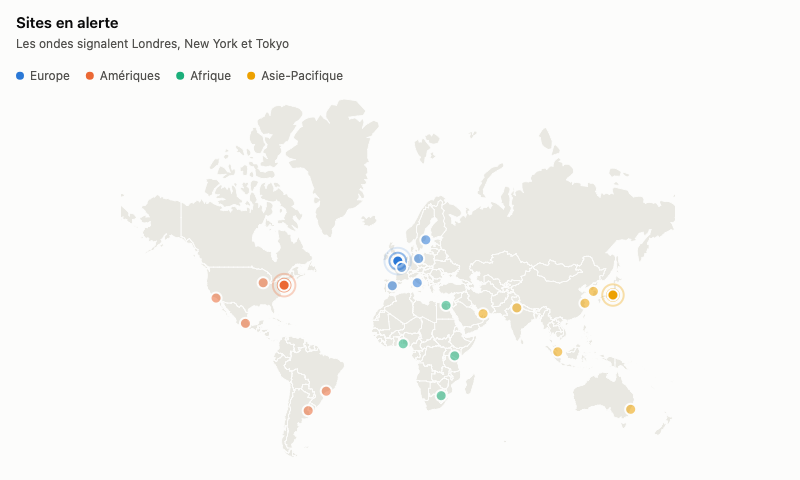 Sites en alerte
Les ondes signalent Londres, New York et Tokyo
Europe Amériques Afrique Asie-Pacifique